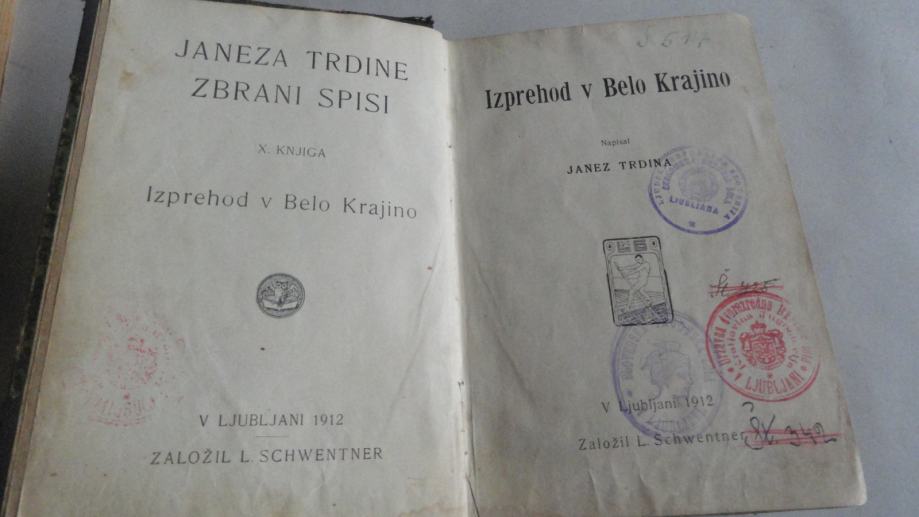 JANEZA TRDINE
ZBRANI SPISI
X. KNJIGA
Izprehod v Belo Krajino
V LJUBLJANI 1912
ZALOŽIL L. SCHWENTNER
Izprehod v Belo Krajino
Napisal
JANEZ TRDINA
LJUBLJANA
V LJUBLJANI
V Ljubljani 1912
Založil L. Schwentner